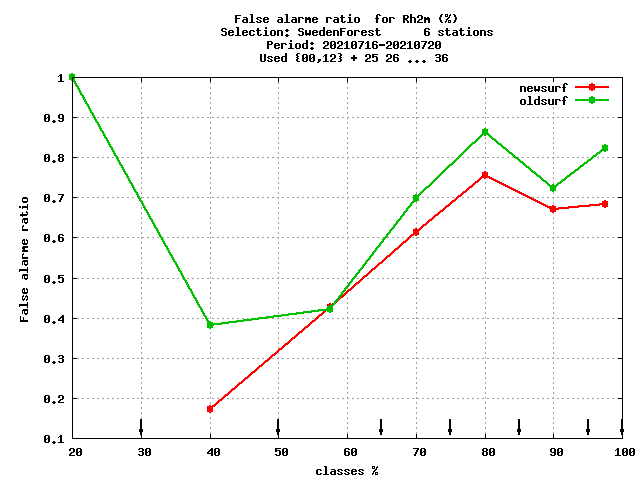 False alarme ratio  for Rh2m (%)
Selection: SwedenForest      6 stations
Period: 20210716-20210720
Used {00,12} + 25 26 ... 36
newsurf
oldsurf
1
0.9
0.8
0.7
0.6
0.5
0.4
0.3
0.2
0.1
False alarme ratio
20 30 40 50 60 70 80 90 100
classes %